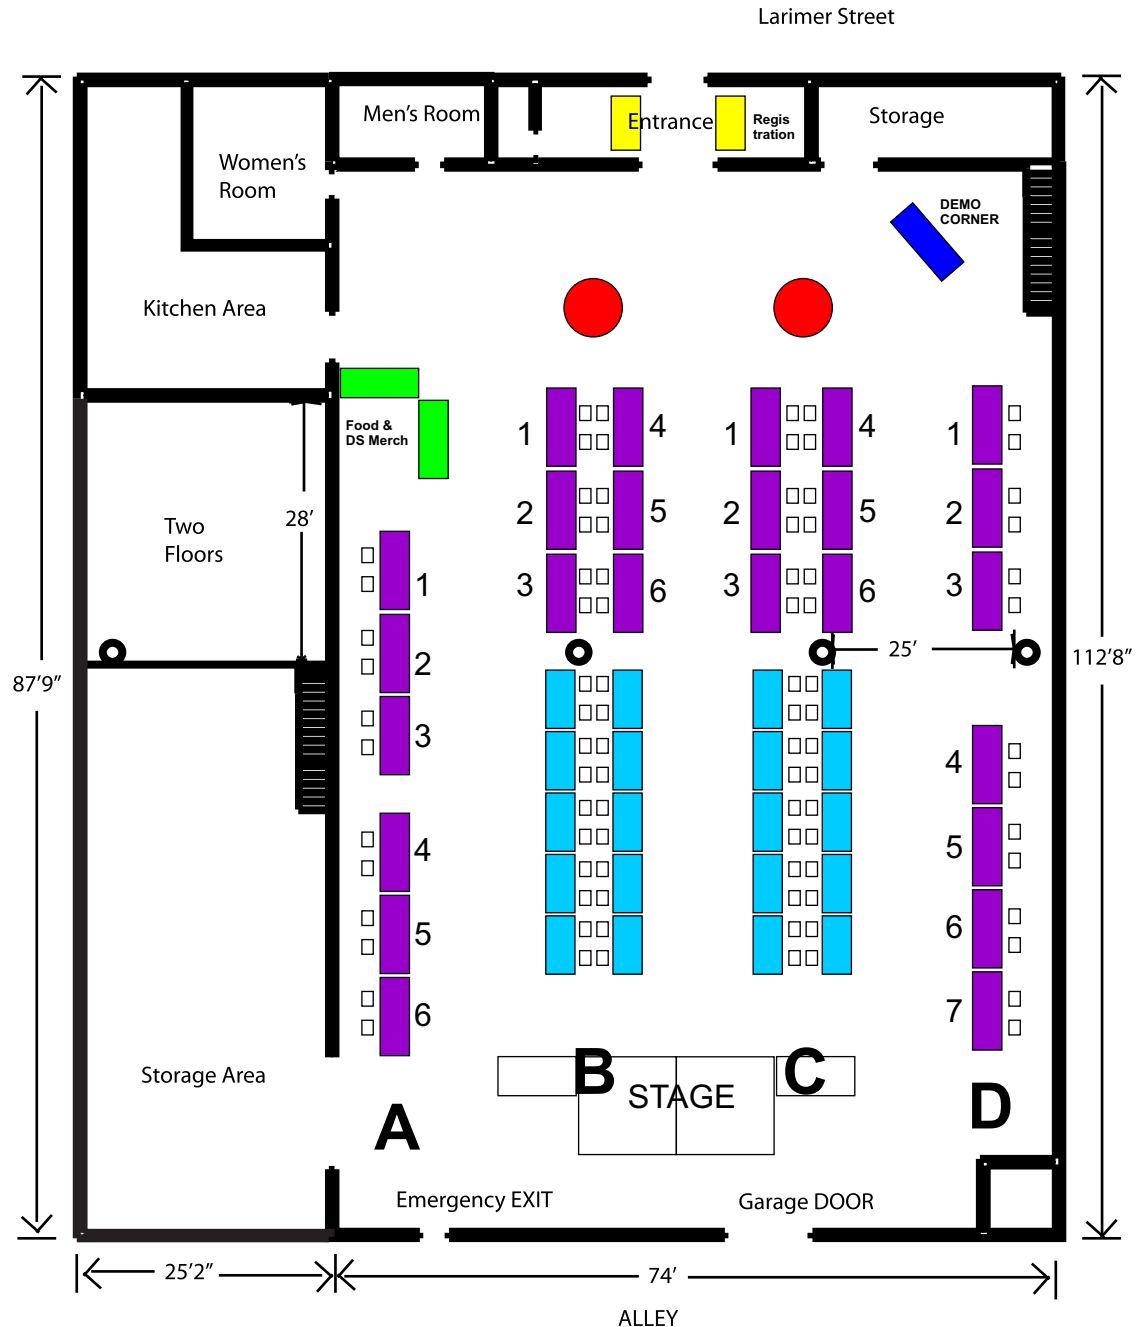 Larimer Street
Men's Room
Entrance
Regis
tration
Storage
Women's
Room
DEMO
CORNER
Kitchen Area
Food &
DS Merch
1
4
1
4
1
2
5
2
5
2
3
6
3
6
3
28'
Two
Floors
1
2
3
25'
87'9"
112'8"
4
5
6
4
5
6
7
Storage Area
B
C
STAGE
A
D
Emergency EXIT
Garage DOOR
25'2"
74'
ALLEY